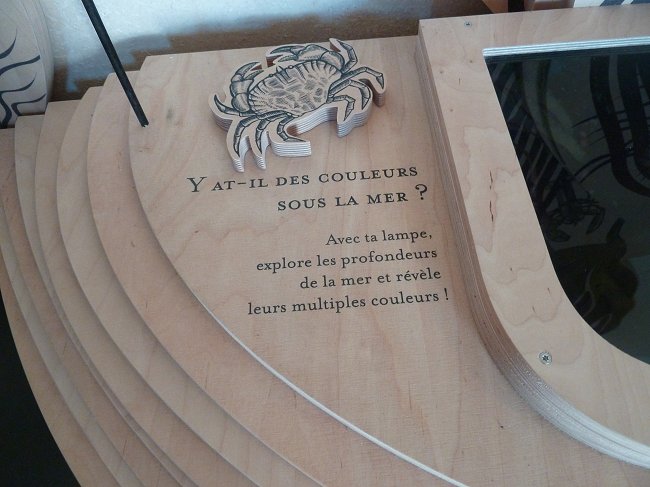 Y AT-IL DES COULEURS
SOUS LA MER ?
Avec ta lampe,
explore les profondeurs
de la mer et révèle
leurs multiples couleurs !